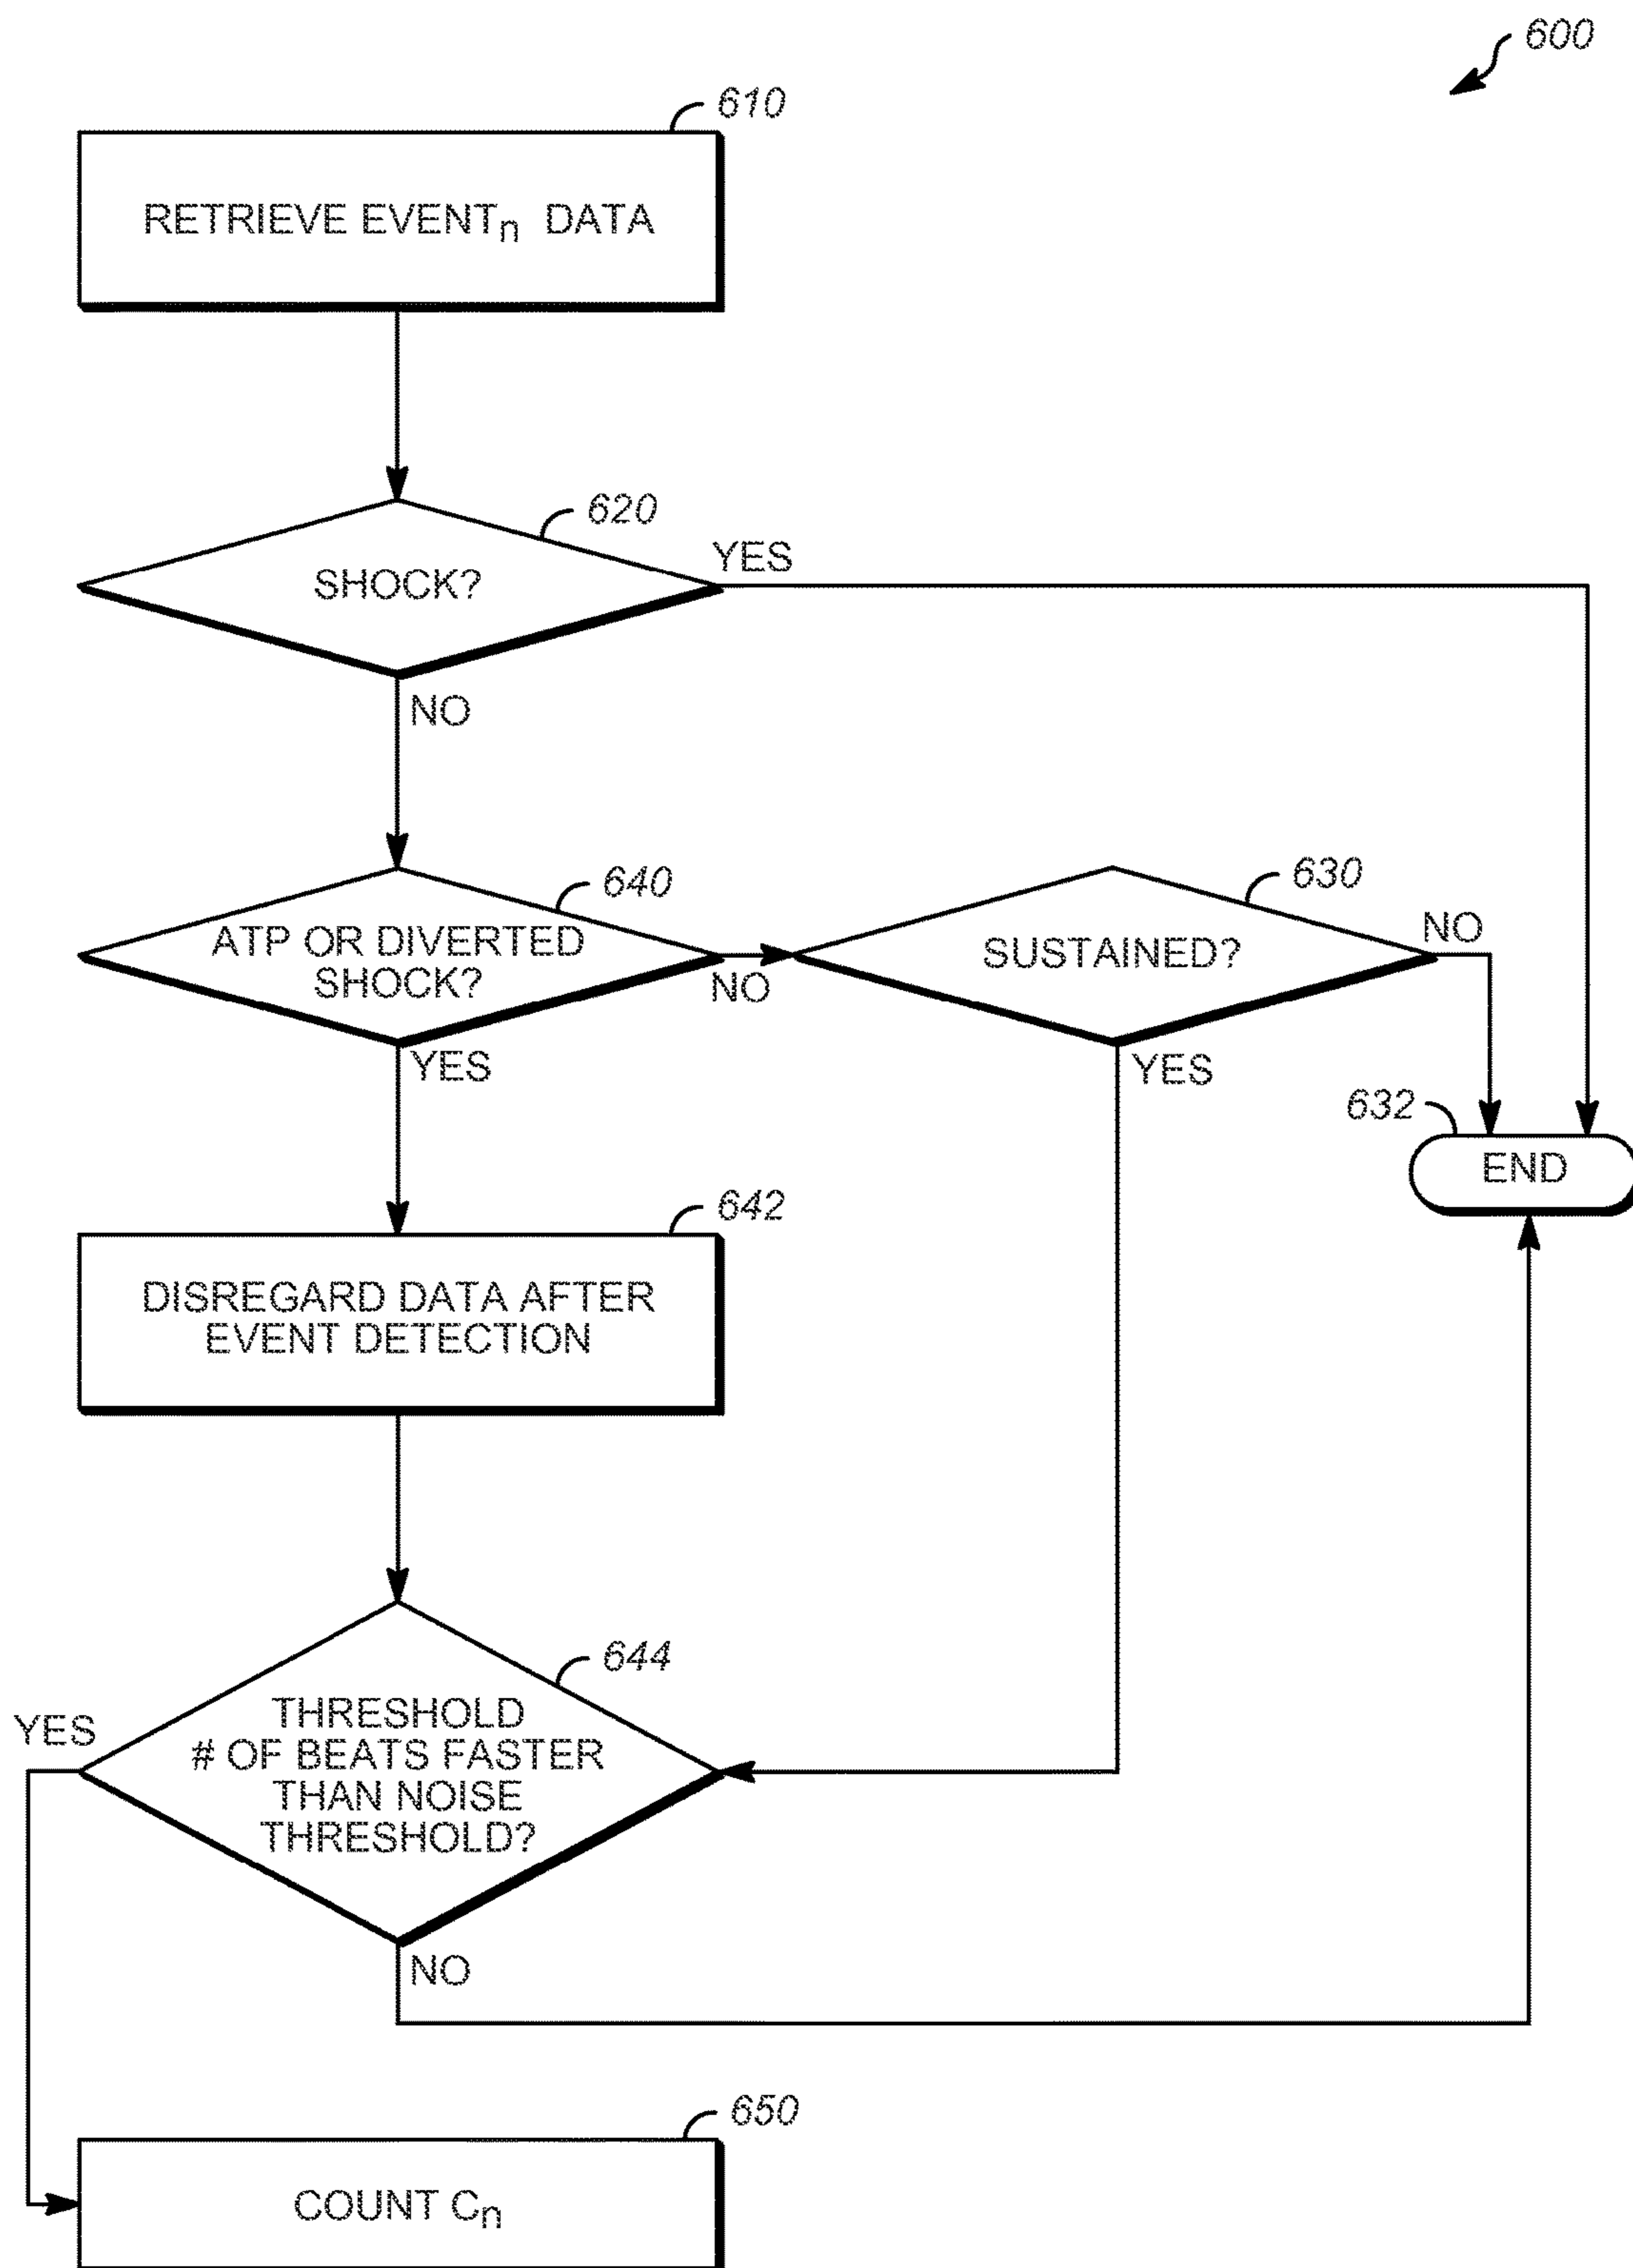 600
610
RETRIEVE EVENTn DATA
620
SHOCK?
YES
NO
640
ATP OR DIVERTED
SHOCK?
NO
YES
630
SUSTAINED?
NO
YES
632
END
642
DISREGARD DATA AFTER
EVENT DETECTION
644
THRESHOLD
# OF BEATS FASTER
THAN NOISE
THRESHOLD?
YES
NO
650
COUNT Cn